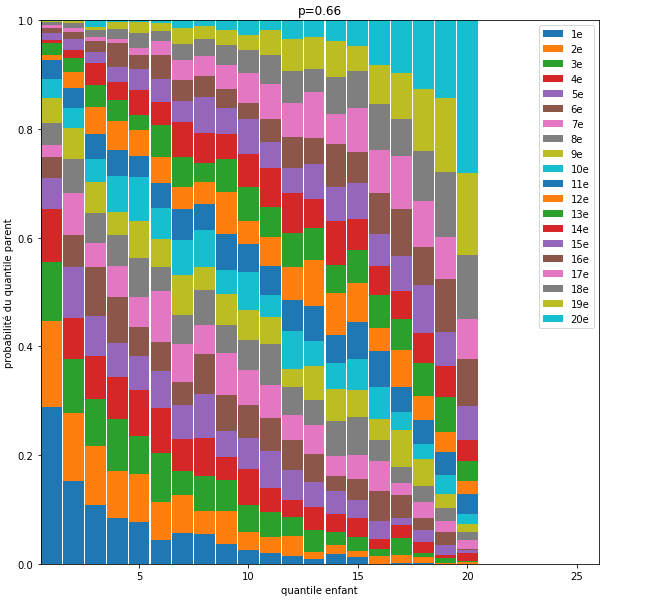 p=0.66
1.0
0.8
0.6
0.4
0.2
0.0
probabilité du quantile parent
5
10
15
20
25
quantile enfant
1e
2e
3e
4e
5e
6e
7e
8e
9e
10e
11e
12e
13e
14e
15e
16e
17e
18e
19e
20e